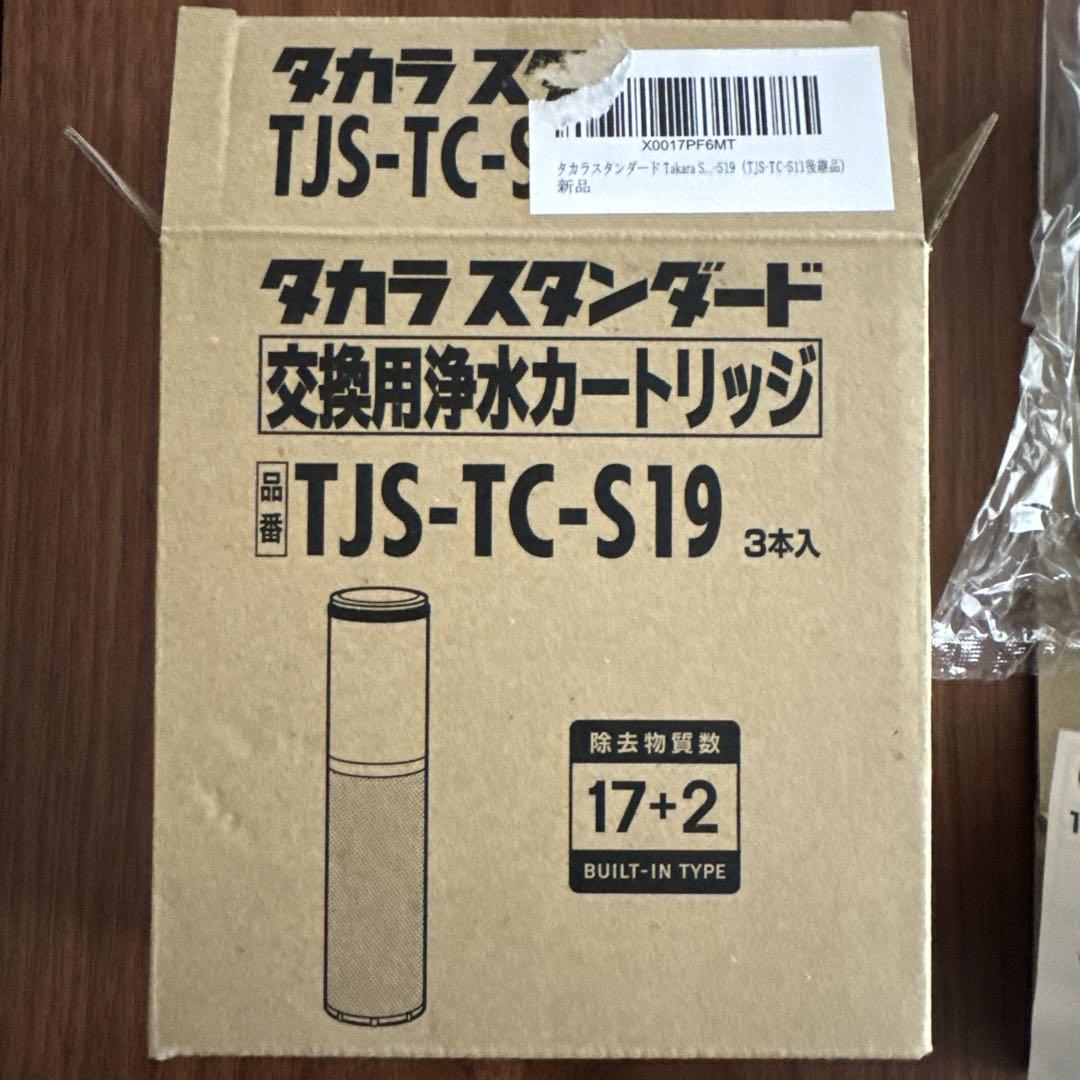 タカラスタ
TJS-TC-S
X0017PF6MT
タカラスタンダード Takara S... -S19（TJS-TC-S11後継品）
新品
タカラスタンダード
交換用浄水カートリッジ
品番 TJS-TC-S19 3本入
除去物質数
17+2
BUILT-IN TYPE